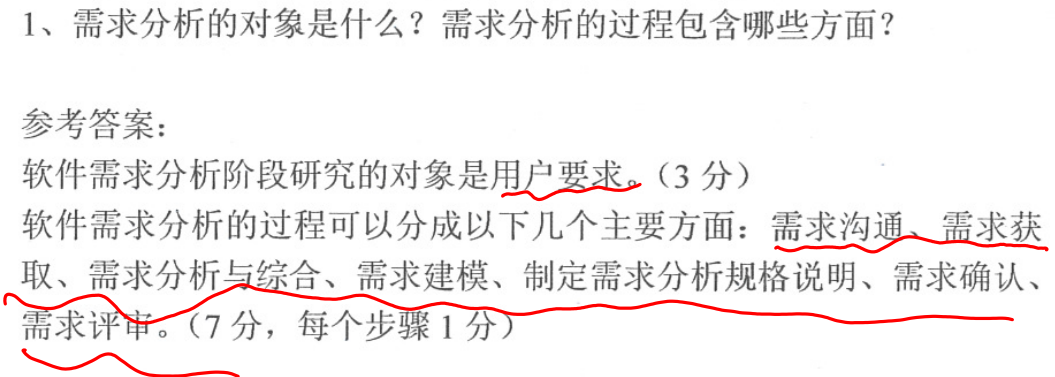 1、需求分析的对象是什么？需求分析的过程包含哪些方面？
参考答案：
软件需求分析阶段研究的对象是用户要求。（3 分）
软件需求分析的过程可以分成以下几个主要方面：需求沟通、需求获
取、需求分析与综合、需求建模、制定需求分析规格说明、需求确认、
需求评审。（7 分，每个步骤 1 分）